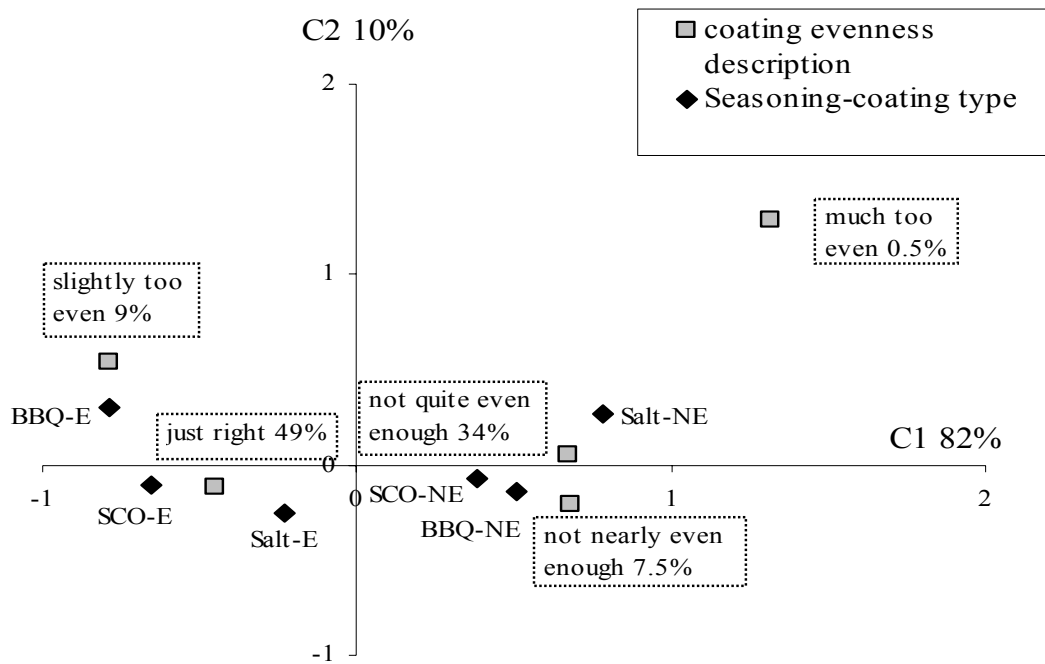 C2 10%
coating evenness
description
Seasoning-coating type
2
much too
even 0.5%
1
slightly too
even 9%
not quite even
enough 34%
BBQ-E
just right 49%
Salt-NE
C1 82%
0
-1
0
1
2
SCO-E
SCO-NE
Salt-E
BBQ-NE
not nearly even
enough 7.5%
-1